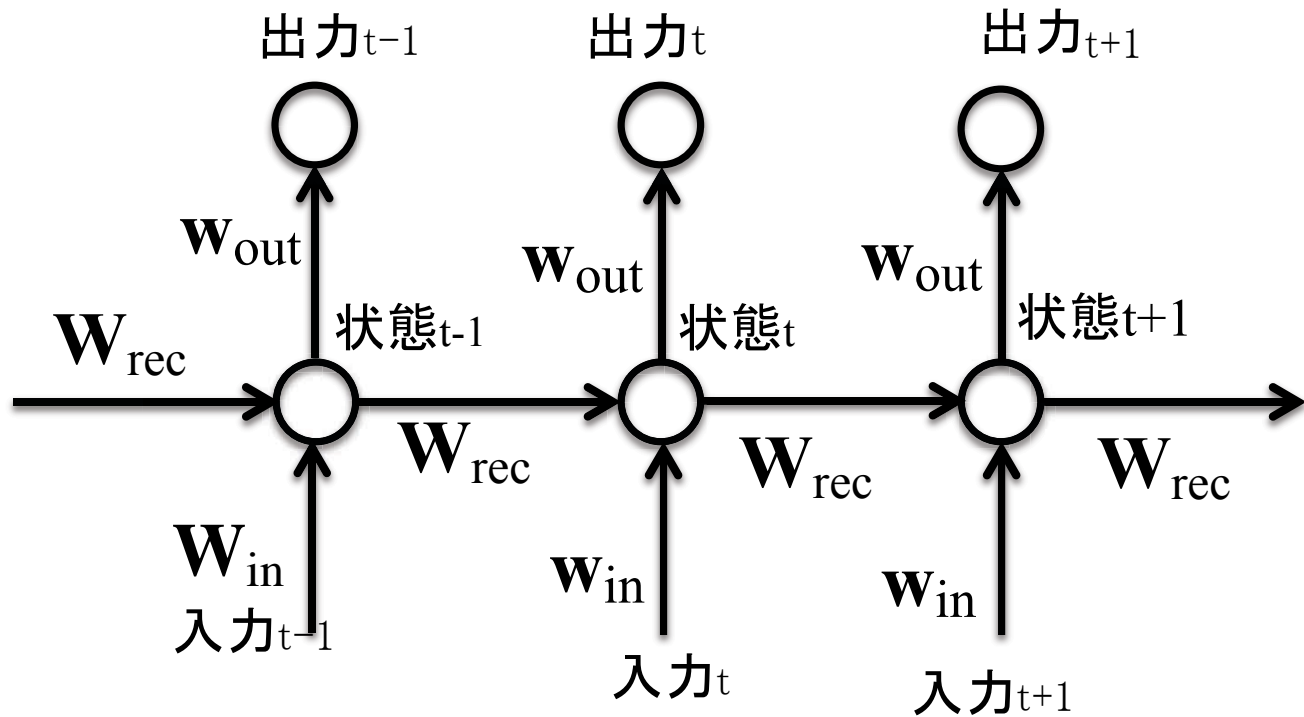 出力t-1
出力t
出力t+1
wout
wout
wout
状態t-1
状態t
状態t+1
Wrec
Wrec
Wrec
Wrec
Win
win
win
入力t-1
入力t
入力t+1